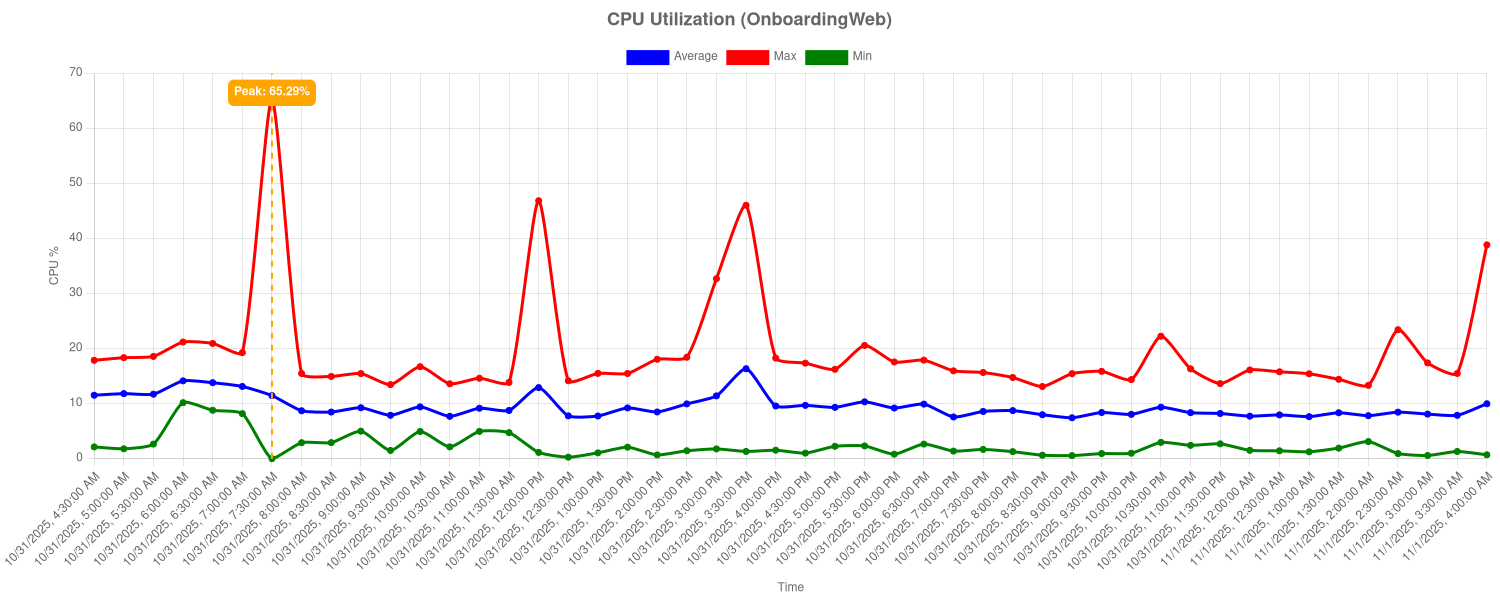 CPU Utilization (OnboardingWeb)
Average
Max
Min
70
60
50
40
30
20
10
0
CPU %
Peak: 65.29%
10/31/2025, 4:30:00 AM
10/31/2025, 5:00:00 AM
10/31/2025, 5:30:00 AM
10/31/2025, 6:00:00 AM
10/31/2025, 6:30:00 AM
10/31/2025, 7:00:00 AM
10/31/2025, 7:30:00 AM
10/31/2025, 8:00:00 AM
10/31/2025, 8:30:00 AM
10/31/2025, 9:00:00 AM
10/31/2025, 9:30:00 AM
10/31/2025, 10:00:00 AM
10/31/2025, 10:30:00 AM
10/31/2025, 11:00:00 AM
10/31/2025, 11:30:00 AM
10/31/2025, 12:00:00 PM
10/31/2025, 12:30:00 PM
10/31/2025, 1:00:00 PM
10/31/2025, 1:30:00 PM
10/31/2025, 2:00:00 PM
10/31/2025, 2:30:00 PM
10/31/2025, 3:00:00 PM
10/31/2025, 3:30:00 PM
10/31/2025, 4:00:00 PM
10/31/2025, 4:30:00 PM
10/31/2025, 5:00:00 PM
10/31/2025, 5:30:00 PM
10/31/2025, 6:00:00 PM
10/31/2025, 6:30:00 PM
10/31/2025, 7:00:00 PM
10/31/2025, 7:30:00 PM
10/31/2025, 8:00:00 PM
10/31/2025, 8:30:00 PM
10/31/2025, 9:00:00 PM
10/31/2025, 9:30:00 PM
10/31/2025, 10:00:00 PM
10/31/2025, 10:30:00 PM
10/31/2025, 11:00:00 PM
10/31/2025, 11:30:00 PM
11/1/2025, 12:00:00 AM
11/1/2025, 12:30:00 AM
11/1/2025, 1:00:00 AM
11/1/2025, 1:30:00 AM
11/1/2025, 2:00:00 AM
11/1/2025, 2:30:00 AM
11/1/2025, 3:00:00 AM
11/1/2025, 3:30:00 AM
11/1/2025, 4:00:00 AM
Time